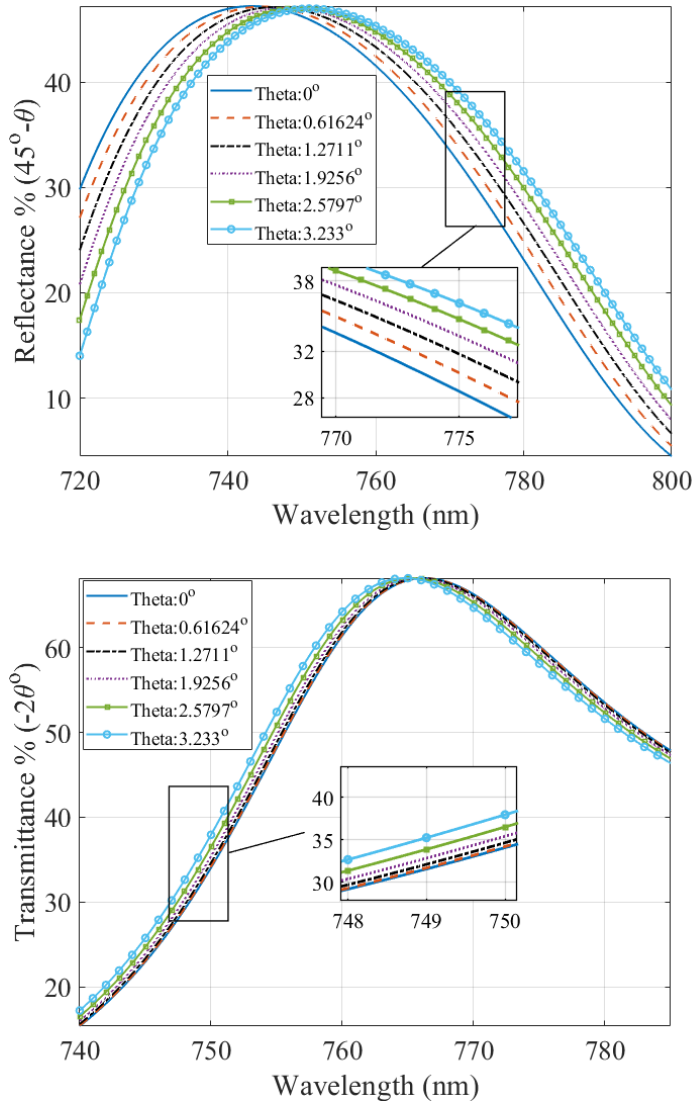 40
30
20
10
Reflectance % (45°-θ)
Theta:0°
Theta:0.61624°
Theta:1.2711°
Theta:1.9256°
Theta:2.5797°
Theta:3.233°
38
32
28
770 775
720 740 760 780 800
Wavelength (nm)
60
50
40
30
20
Transmittance % (-2θ°)
Theta:0°
Theta:0.61624°
Theta:1.2711°
Theta:1.9256°
Theta:2.5797°
Theta:3.233°
40
35
30
748 749 750
740 750 760 770 780
Wavelength (nm)